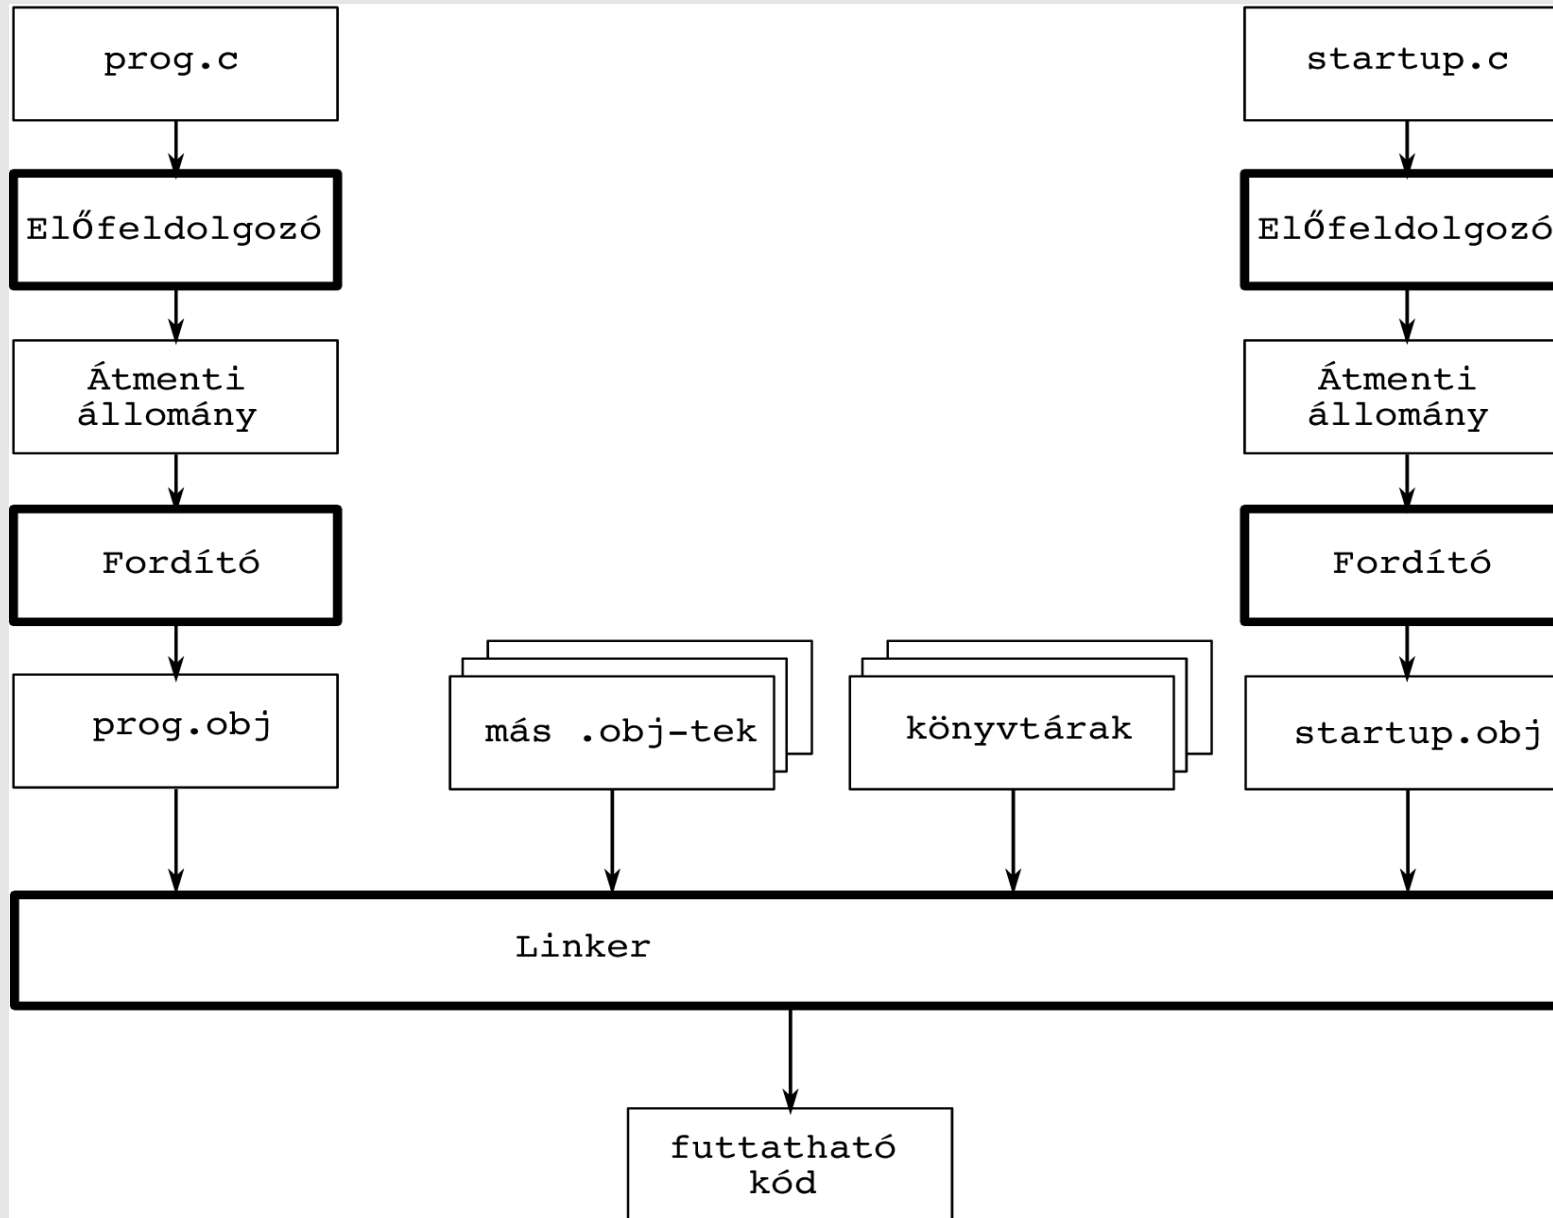 prog.c
startup.c
Előfeldolgozó
Előfeldolgozó
Átmenti
állomány
Átmenti
állomány
Fordító
Fordító
prog.obj
más .obj-tek
könyvtárak
startup.obj
Linker
futtatható
kód